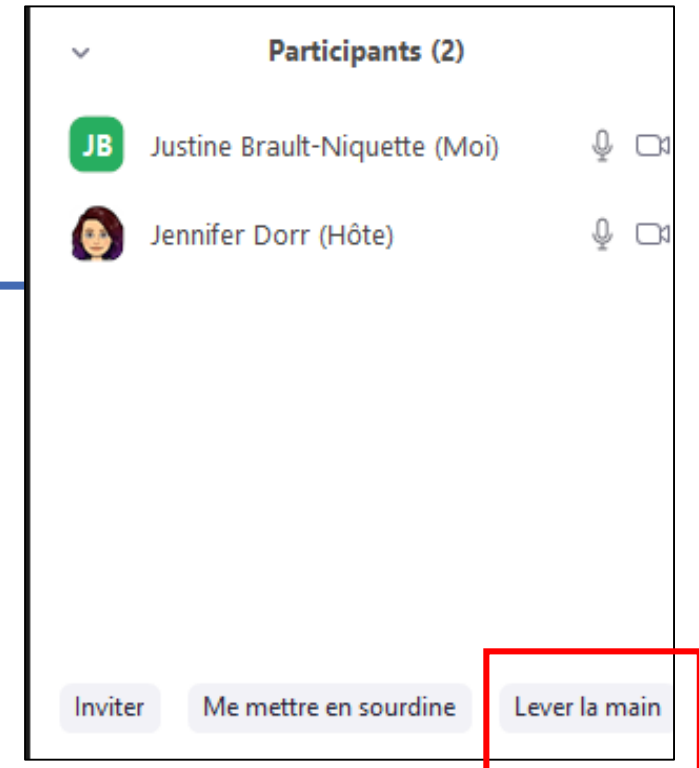 Participants (2)
JB Justine Brault-Niquette (Moi)
Jennifer Dorr (Hôte)
Inviter Me mettre en sourdine Lever la main